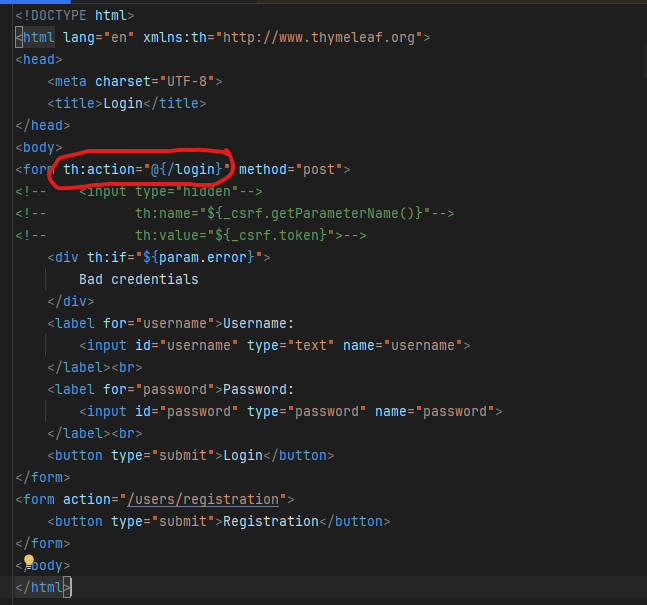 <!DOCTYPE html>
<html lang="en" xmlns:th="http://www.thymeleaf.org">
<head>
    <meta charset="UTF-8">
    <title>Login</title>
</head>
<body>
<form th:action="@{/login}" method="post">
<!--    <input type="hidden"-->
<!--           th:name="${_csrf.getParameterName()}"-->
<!--           th:value="${_csrf.token}">-->
    <div th:if="${param.error}">
        Bad credentials
    </div>
    <label for="username">Username:
        <input id="username" type="text" name="username">
    </label><br>
    <label for="password">Password:
        <input id="password" type="password" name="password">
    </label><br>
    <button type="submit">Login</button>
</form>
<form action="/users/registration">
    <button type="submit">Registration</button>
</form>
</body>
</html>